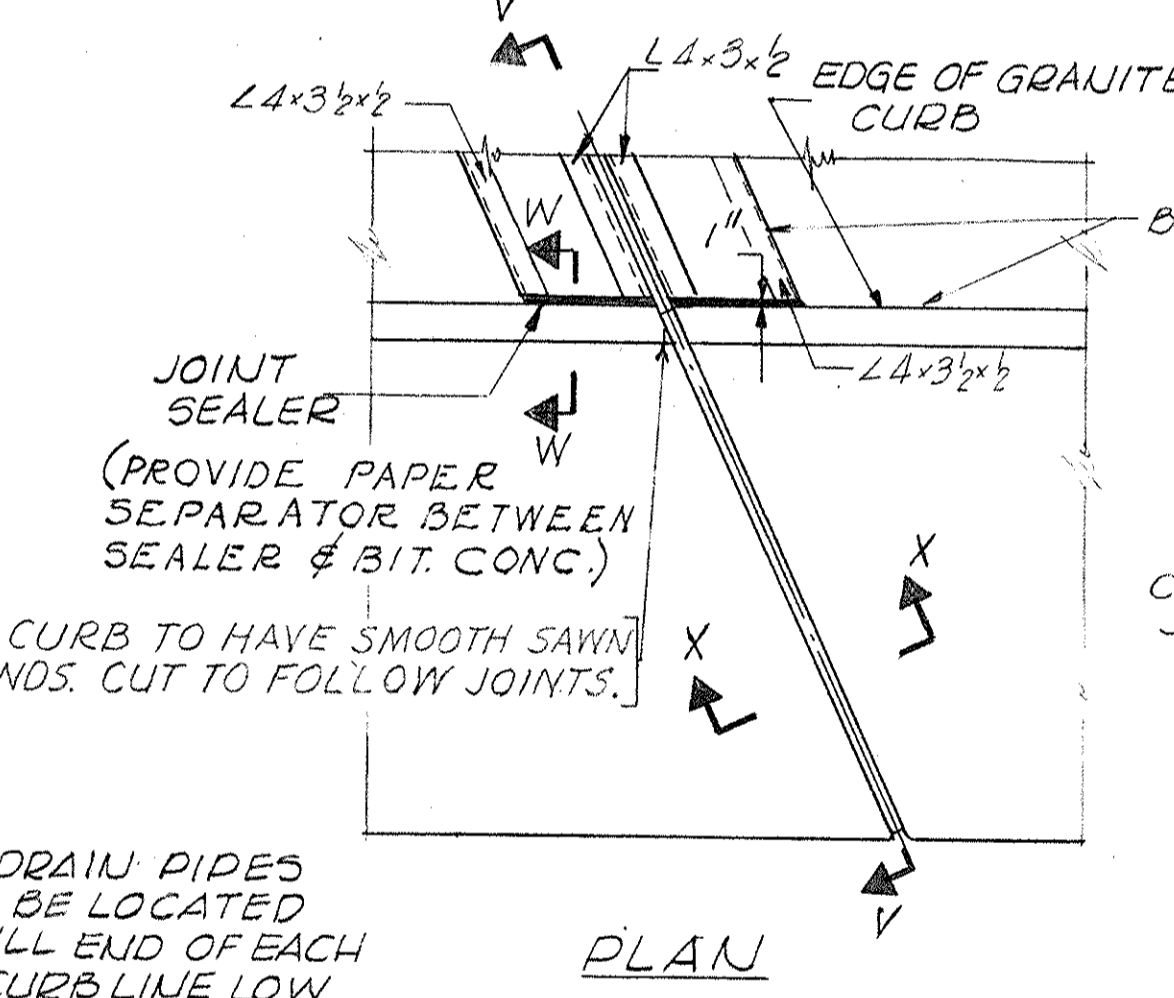 V
L4×3×½
EDGE OF GRANITE
CURB
L4×3½×½
W
1"
B
JOINT
SEALER
L4×3½×½
W
(PROVIDE PAPER
SEPARATOR BETWEEN
SEALER & BIT. CONC.)
X
C
CURB TO HAVE SMOOTH SAWN
NDS. CUT TO FOLLOW JOINTS.
X
DRAIN PIPES
BE LOCATED
LL END OF EACH
CURB LINE LOW
V
PLAN